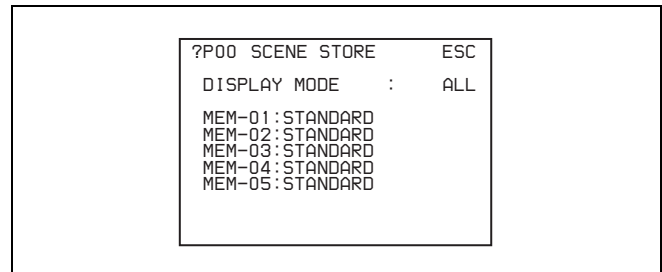 ?P00 SCENE STORE ESC
DISPLAY MODE : ALL
MEM-01:STANDARD
MEM-02:STANDARD
MEM-03:STANDARD
MEM-04:STANDARD
MEM-05:STANDARD